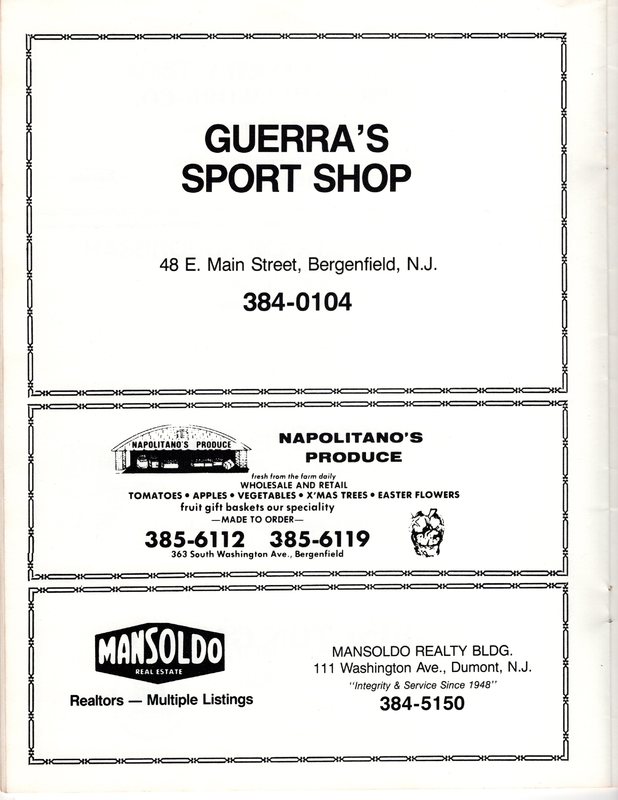 GUERRA'S
SPORT SHOP
48 E. Main Street, Bergenfield, N.J.
384-0104
NAPOLITANO'S PRODUCE
NAPOLITANO'S
PRODUCE
fresh from the farm daily
WHOLESALE AND RETAIL
TOMATOES • APPLES • VEGETABLES • X'MAS TREES • EASTER FLOWERS
fruit gift baskets our speciality
—MADE TO ORDER—
385-6112 385-6119
363 South Washington Ave., Bergenfield
MANSOLDO
REAL ESTATE
Realtors — Multiple Listings
MANSOLDO REALTY BLDG.
111 Washington Ave., Dumont, N.J.
"Integrity & Service Since 1948"
384-5150